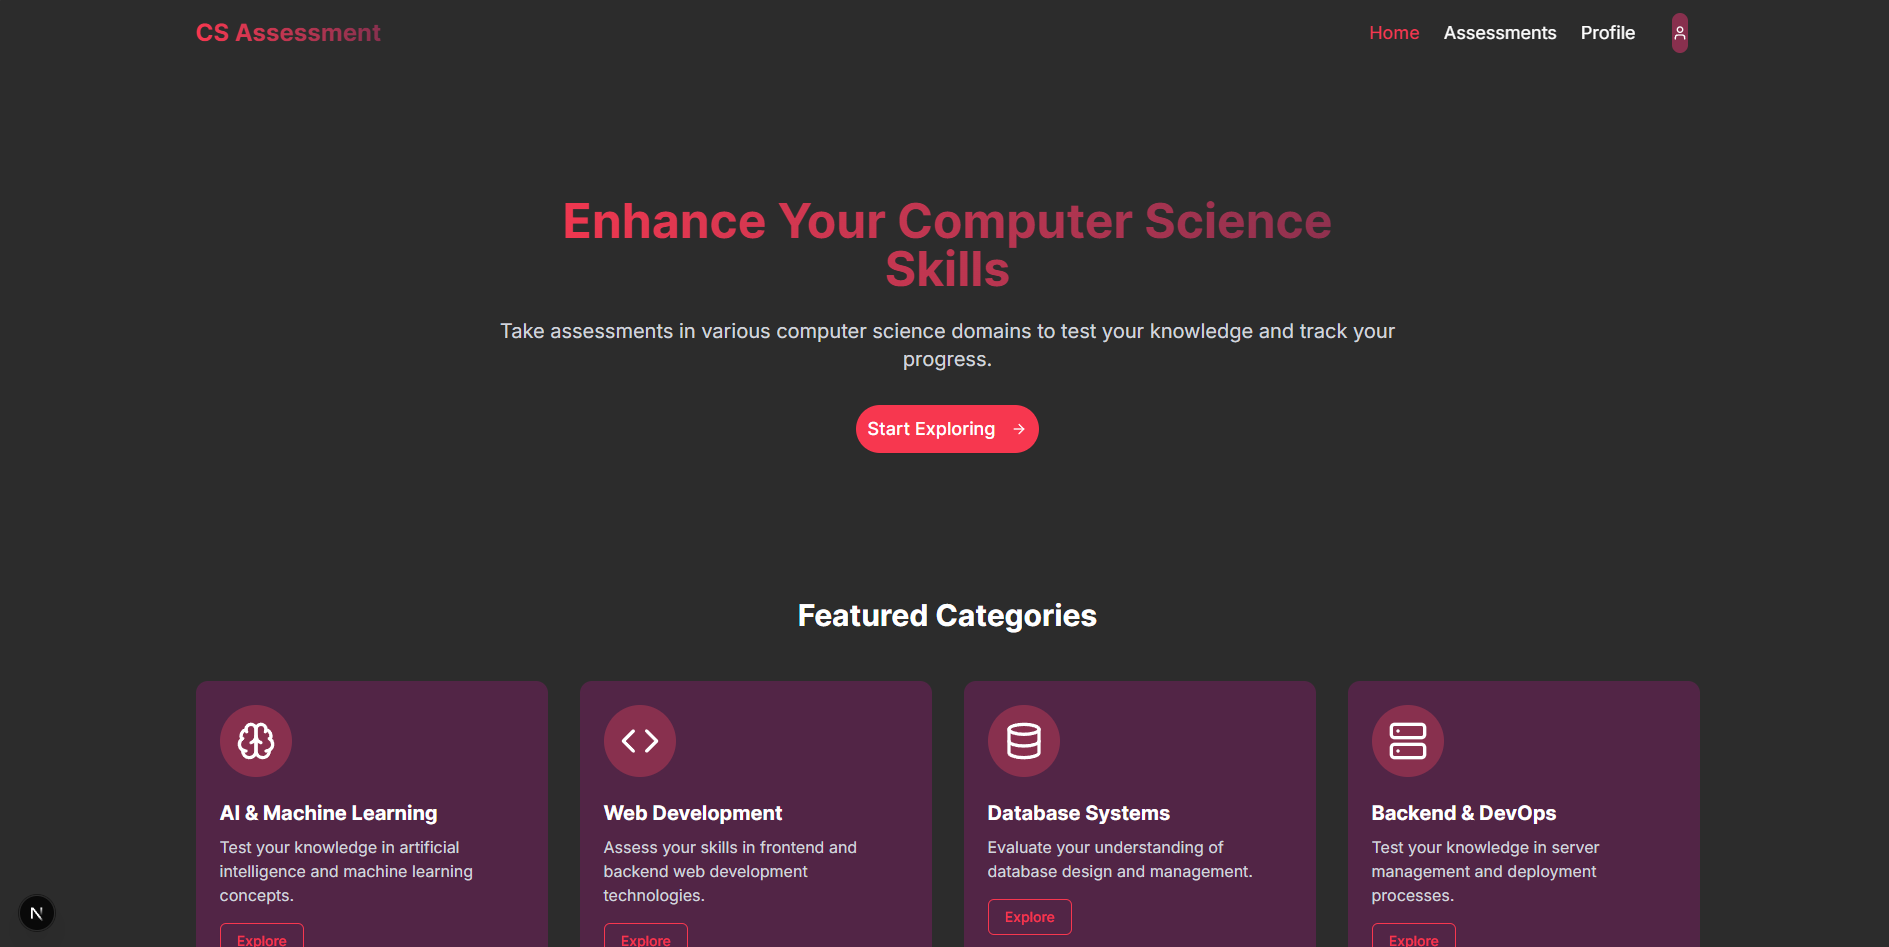 CS Assessment
Home Assessments Profile
Enhance Your Computer Science
Skills
Take assessments in various computer science domains to test your knowledge and track your
progress.
Start Exploring
Featured Categories
AI & Machine Learning
Test your knowledge in artificial
intelligence and machine learning
concepts.
Explore
Web Development
Assess your skills in frontend and
backend web development
technologies.
Explore
Database Systems
Evaluate your understanding of
database design and management.
Explore
Backend & DevOps
Test your knowledge in server
management and deployment
processes.
Explore
N